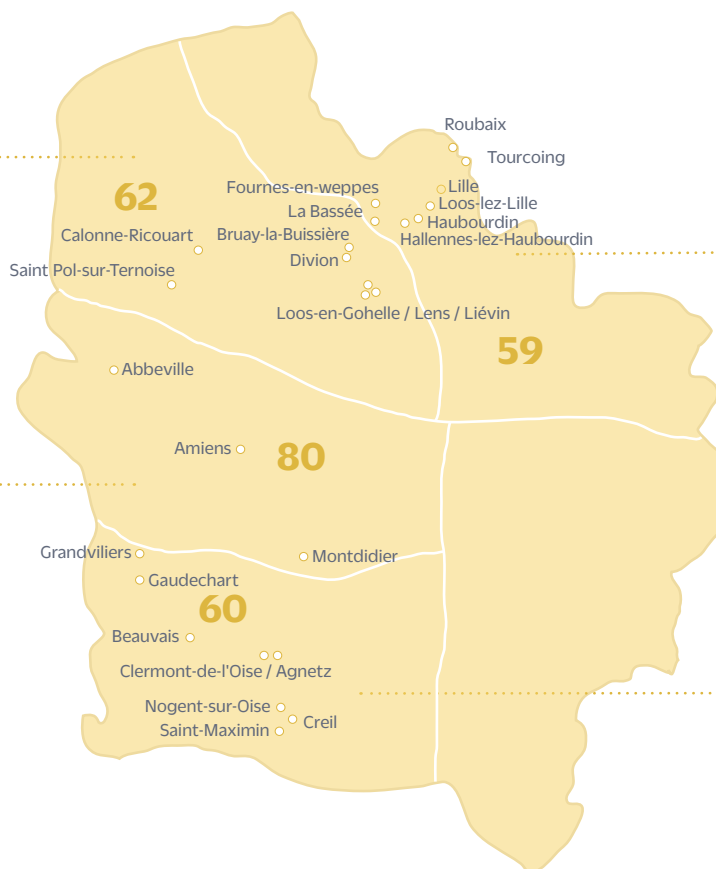 Roubaix
Tourcoing
Fournes-en-weppes
Lille
62
Loos-lez-Lille
La Bassée
Haubourdin
Calonne-Ricouart
Bruay-la-Buissière
Hallennes-lez-Haubourdin
Divion
Saint Pol-sur-Ternoise
Loos-en-Gohelle / Lens / Liévin
59
Abbeville
Amiens
80
Grandviliers
Montdidier
Gaudechart
60
Beauvais
Clermont-de-l'Oise / Agnetz
Nogent-sur-Oise
Creil
Saint-Maximin